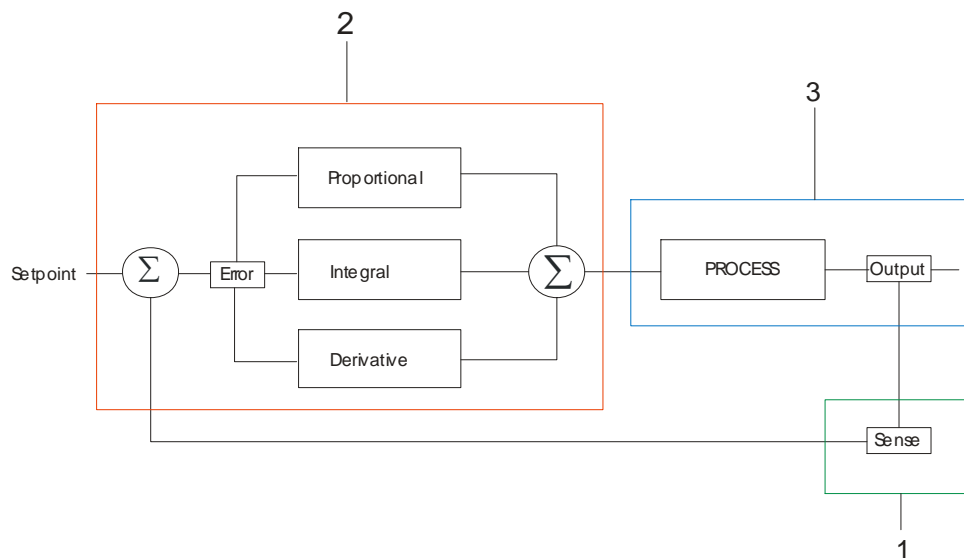 2
3
Proportional
Setpoint
Σ
Error
Integral
Σ
PROCESS
Output
Derivative
Sense
1